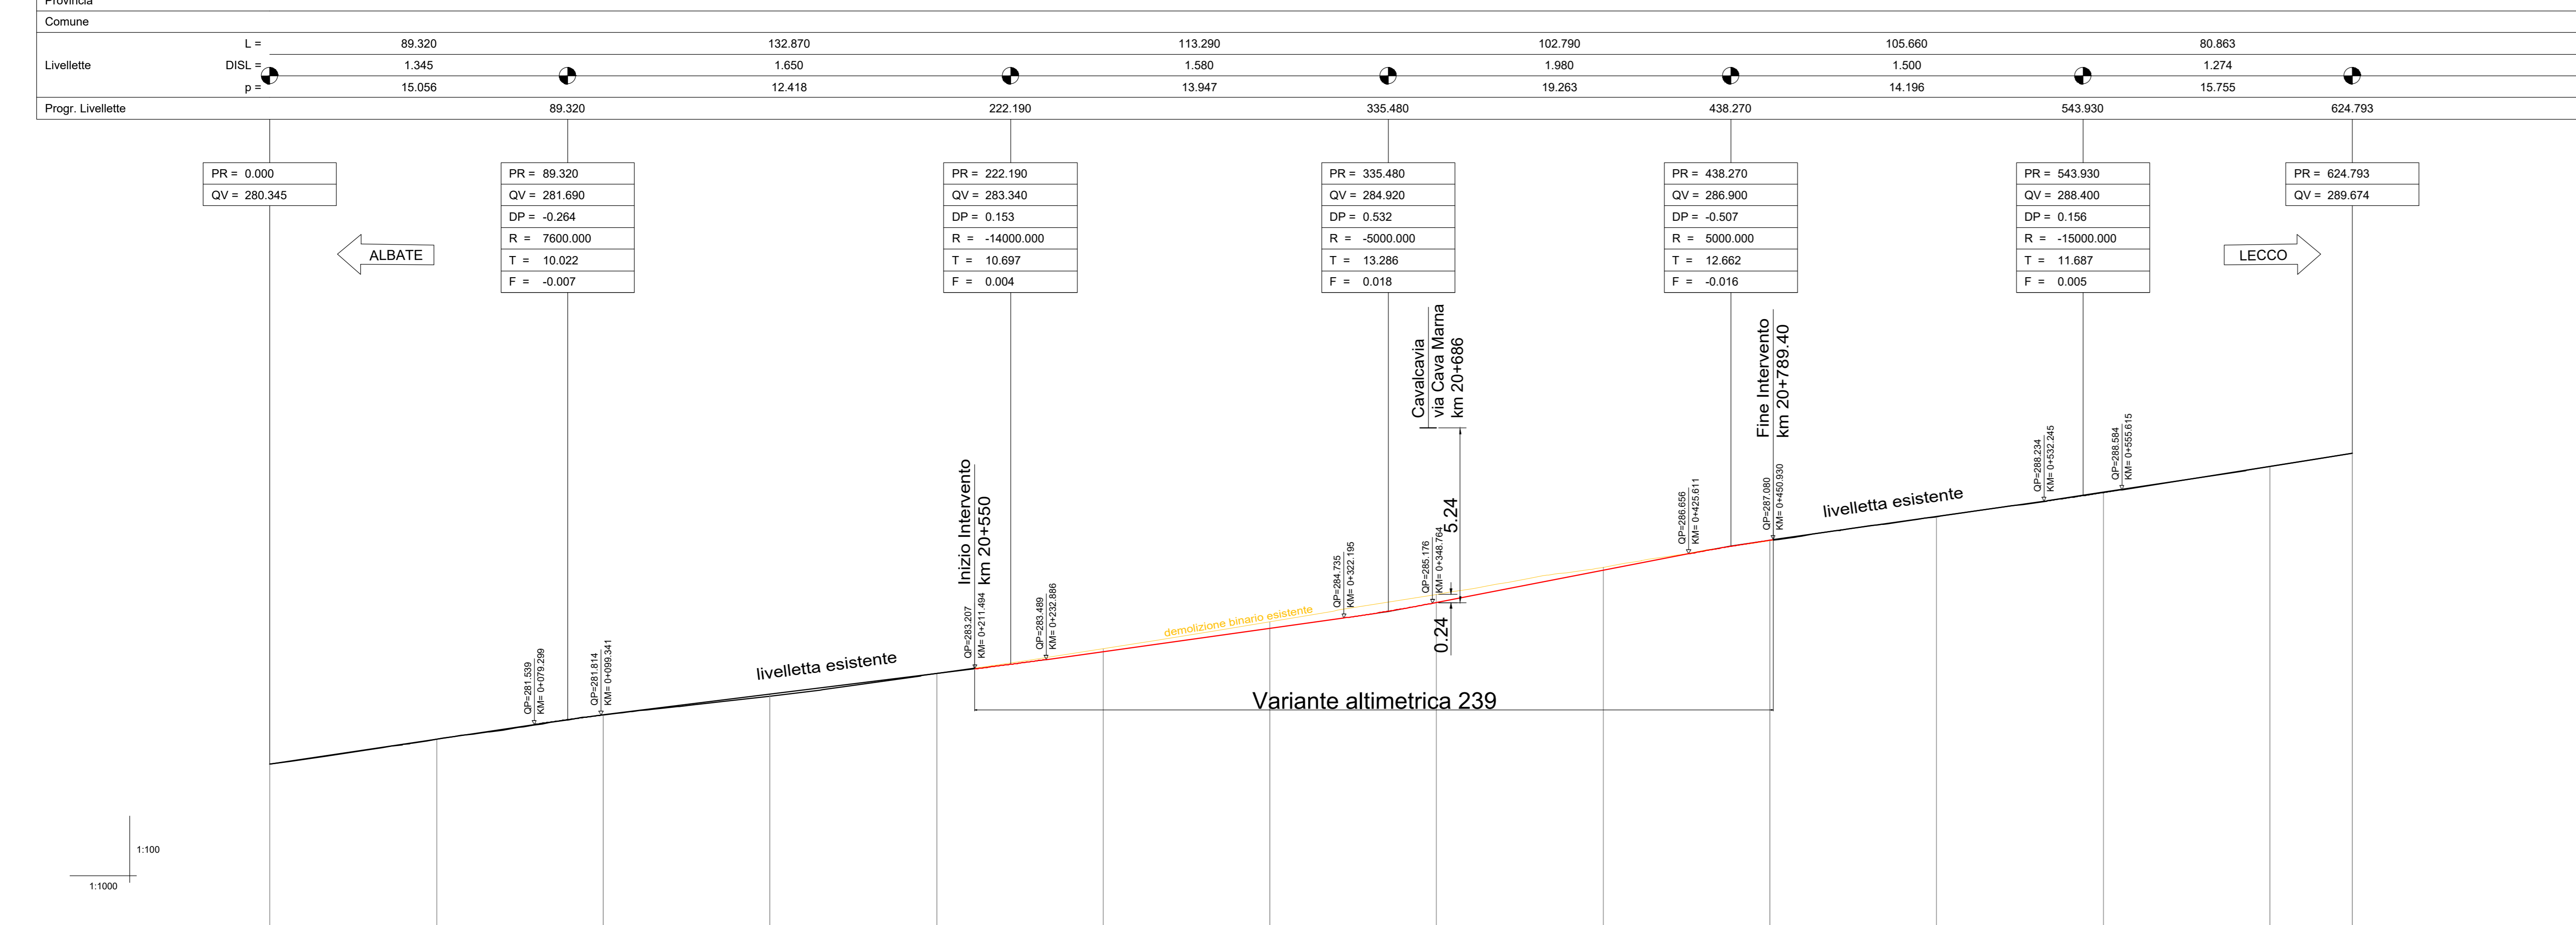 Provincia
Comune
L = 89.320 132.870 113.290 102.790 105.660 80.863
Livellette DISL = 1.345 1.650 1.580 1.980 1.500 1.274
p = 15.056 12.418 13.947 19.263 14.196 15.755
Progr. Livellette 89.320 222.190 335.480 438.270 543.930 624.793
PR = 0.000
QV = 280.345
PR = 89.320
QV = 281.690
DP = -0.264
R = 7600.000
T = 10.022
F = -0.007
PR = 222.190
QV = 283.340
DP = 0.153
R = -14000.000
T = 10.697
F = 0.004
PR = 335.480
QV = 284.920
DP = 0.532
R = -5000.000
T = 13.286
F = 0.018
PR = 438.270
QV = 286.900
DP = -0.507
R = 5000.000
T = 12.662
F = -0.016
PR = 543.930
QV = 288.400
DP = 0.156
R = -15000.000
T = 11.687
F = 0.005
PR = 624.793
QV = 289.674
ALBATE
LECCO
QP=281.539
KM= 0+079.299
QP=281.814
KM= 0+099.341
livelletta esistente
Inizio Intervento
km 20+550
QP=283.207
KM= 0+211.494
QP=283.489
KM= 0+232.886
demolizione binario esistente
QP=284.735
KM= 0+322.195
Cavalcavia
via Cava Marna
km 20+686
QP=285.176
KM= 0+348.764
5.24
0.24
QP=286.656
KM= 0+425.611
Fine Intervento
km 20+789.40
QP=287.080
KM= 0+450.930
livelletta esistente
QP=288.234
KM= 0+532.245
QP=288.584
KM= 0+555.615
Variante altimetrica 239
1:100
1:1000